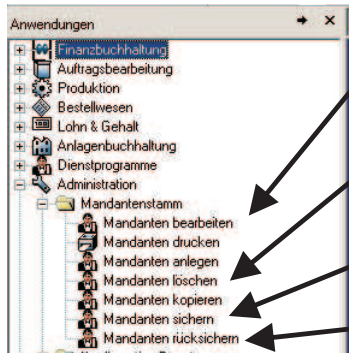 Anwendungen
Finanzbuchhaltung
Auftragsbearbeitung
Produktion
Bestellwesen
Lohn & Gehalt
Anlagenbuchhaltung
Dienstprogramme
Administration
Mandantenstamm
Mandanten bearbeiten
Mandanten drucken
Mandanten anlegen
Mandanten löschen
Mandanten kopieren
Mandanten sichern
Mandanten rücksichern